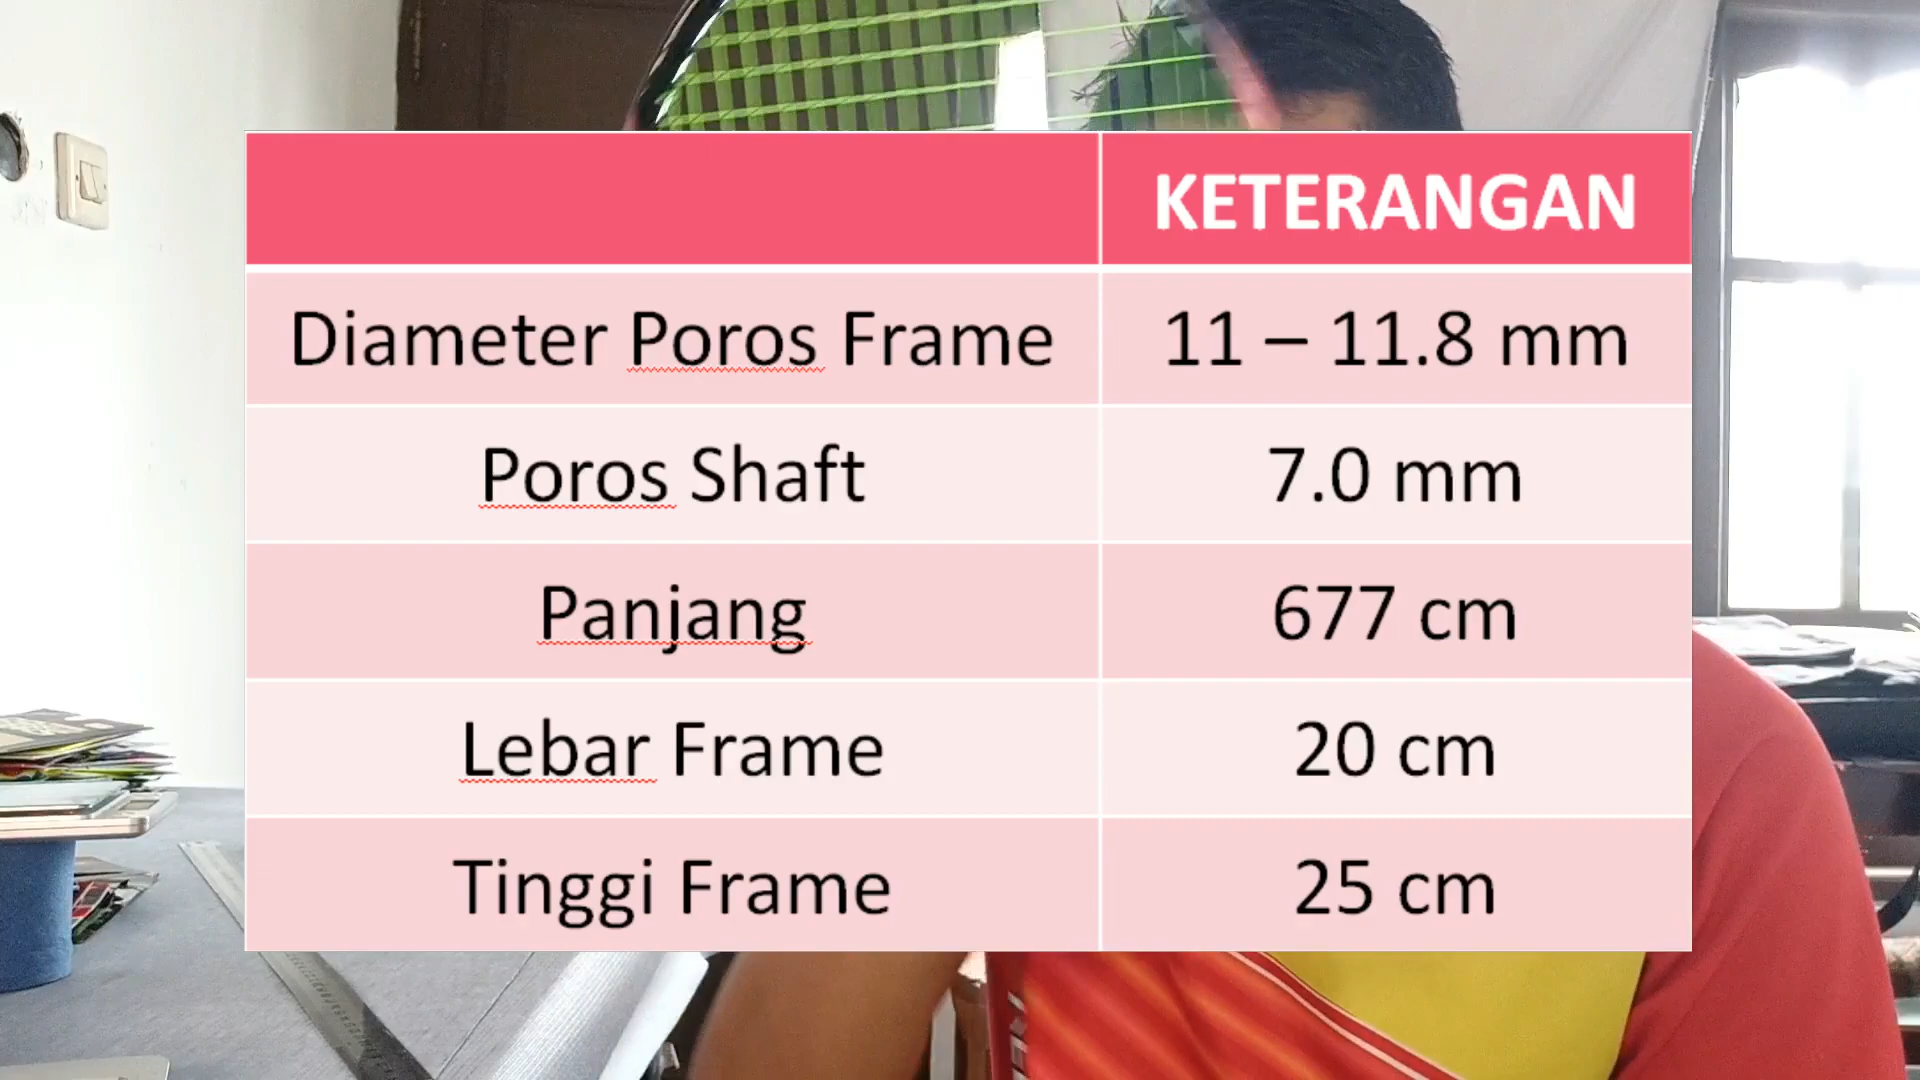 KETERANGAN
Diameter Poros Frame 11 – 11.8 mm
Poros Shaft 7.0 mm
Panjang 677 cm
Lebar Frame 20 cm
Tinggi Frame 25 cm